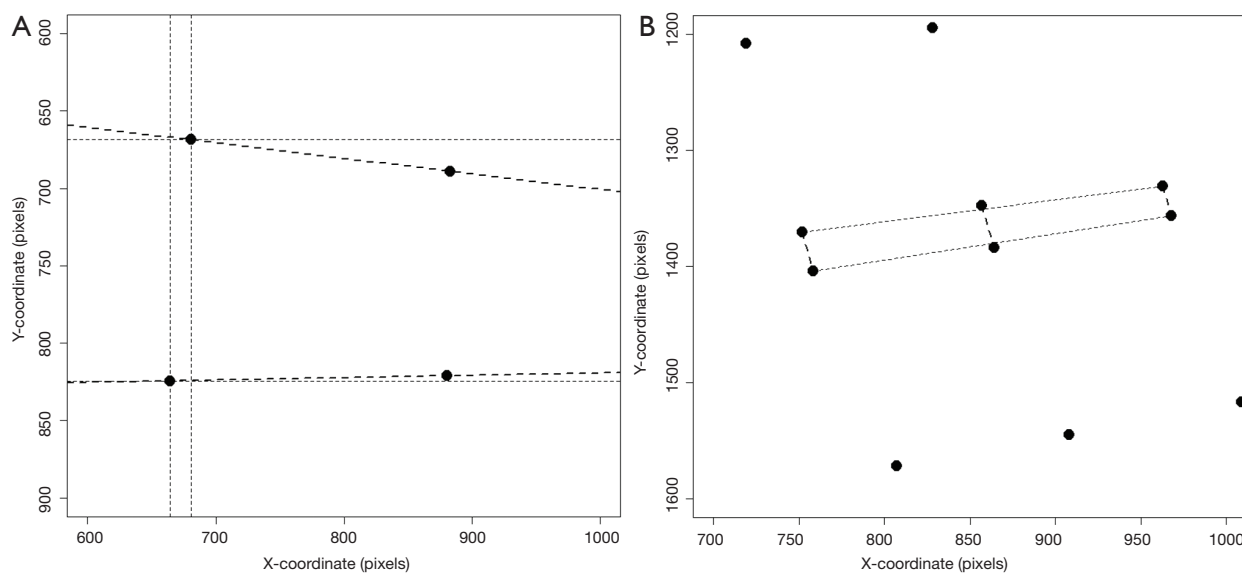 A
600
650
700
750
800
850
900
Y-coordinate (pixels)
600 700 800 900 1000
X-coordinate (pixels)
B
1200
1300
1400
1500
1600
Y-coordinate (pixels)
700 750 800 850 900 950 1000
X-coordinate (pixels)